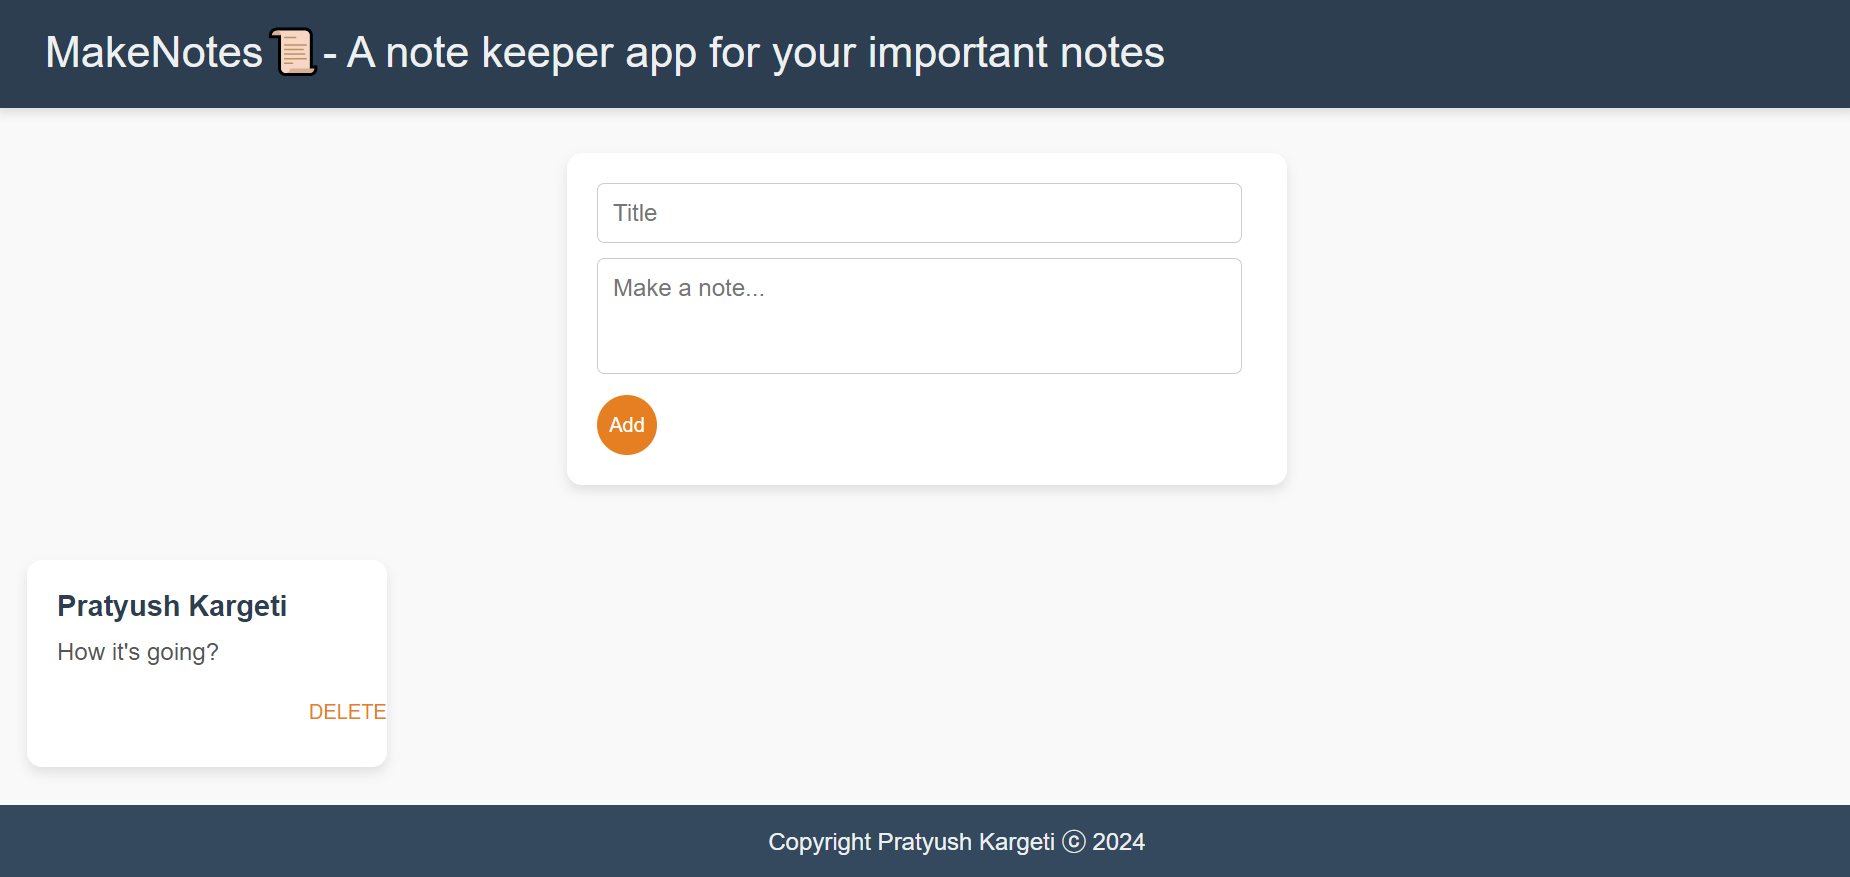 MakeNotes📜- A note keeper app for your important notes
Title
Make a note...
Add
Pratyush Kargeti
How it's going?
DELETE
Copyright Pratyush Kargeti ⓒ 2024